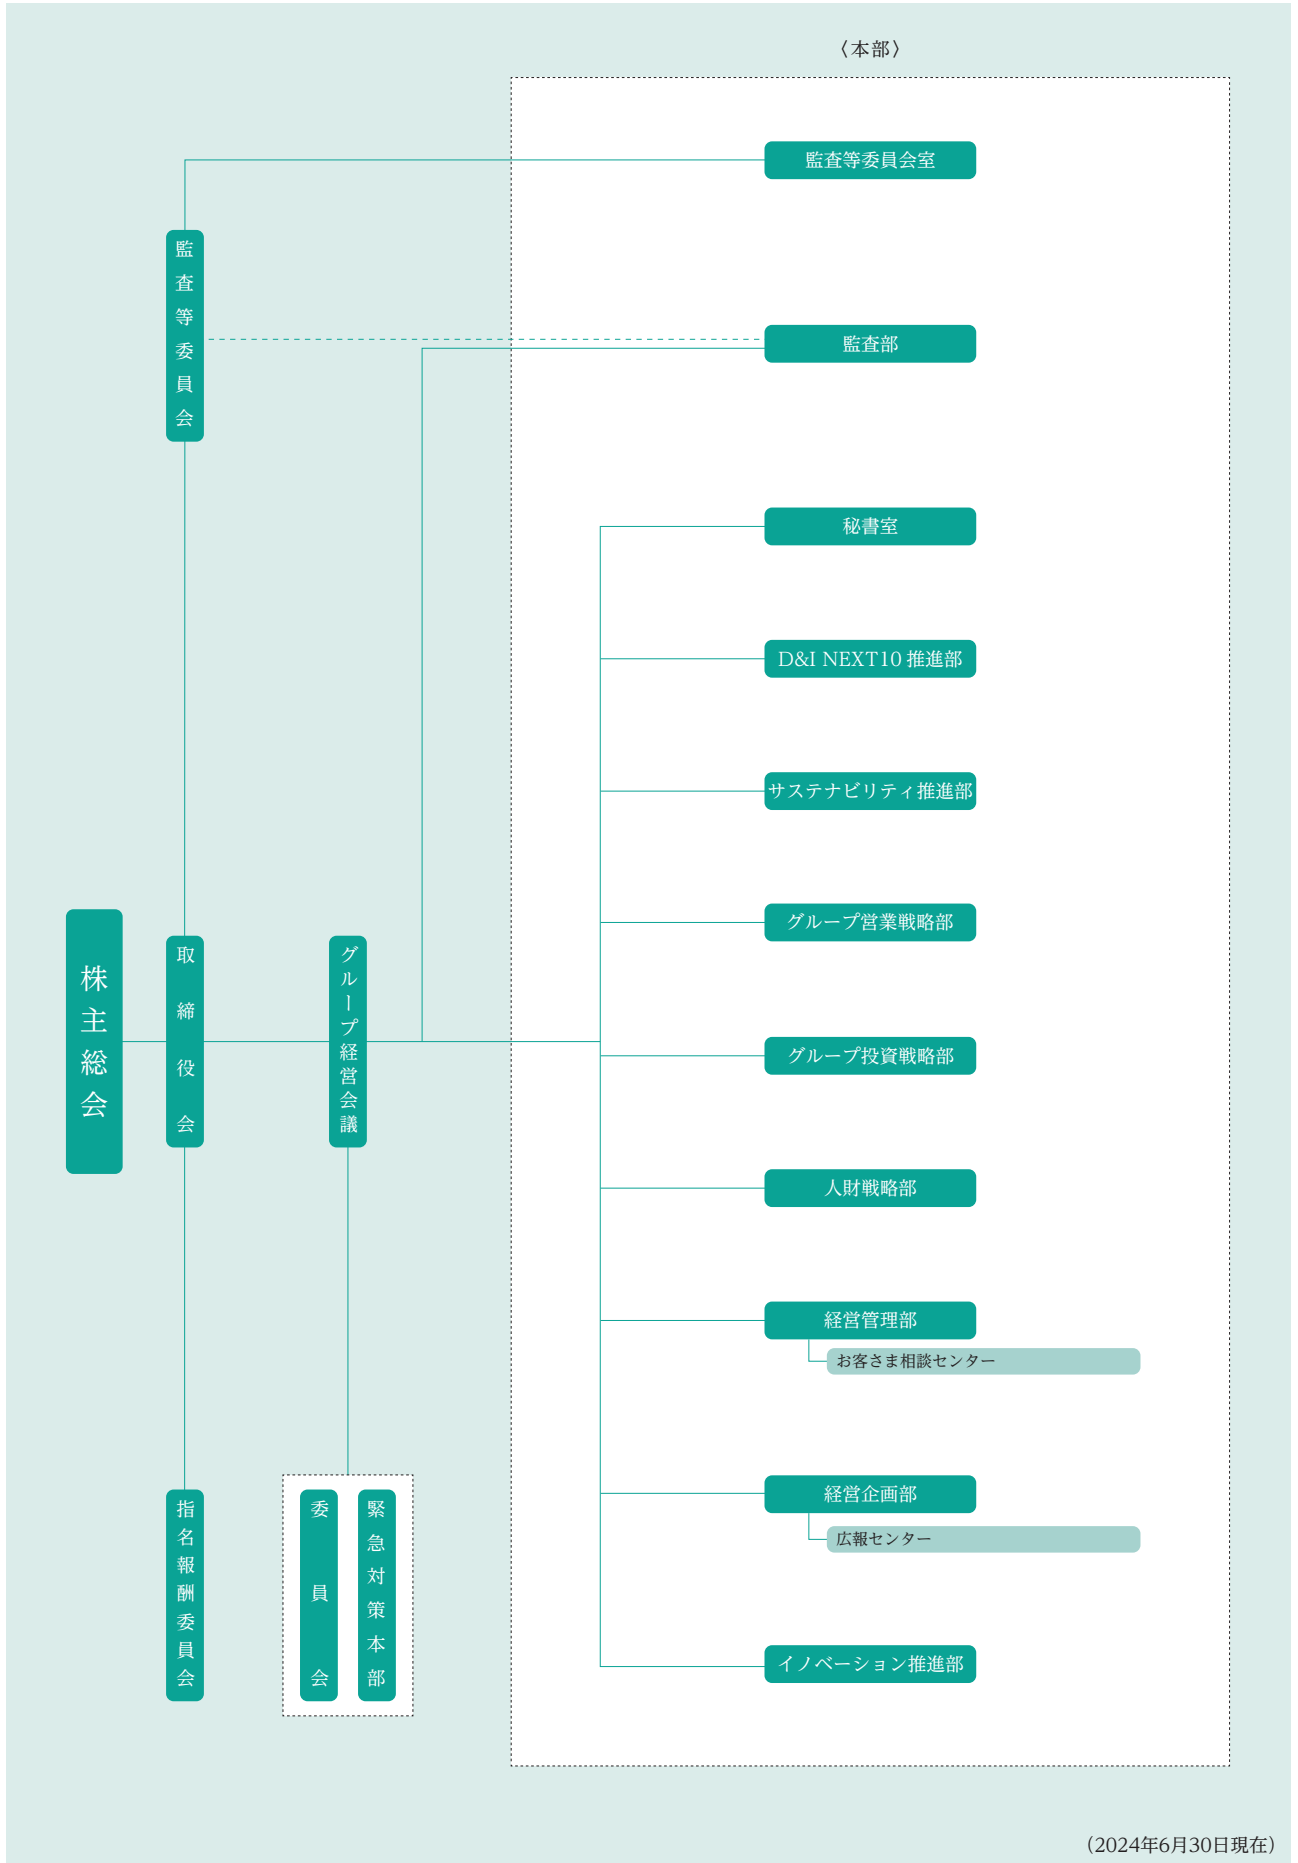 〈本部〉
監査等委員会室
監査等委員会
監査部
秘書室
D&I NEXT10 推進部
サステナビリティ推進部
グループ営業戦略部
株主総会
取締役会
グループ経営会議
グループ投資戦略部
人財戦略部
経営管理部
お客さま相談センター
経営企画部
広報センター
指名報酬委員会
委員会
緊急対策本部
イノベーション推進部
（2024年6月30日現在）